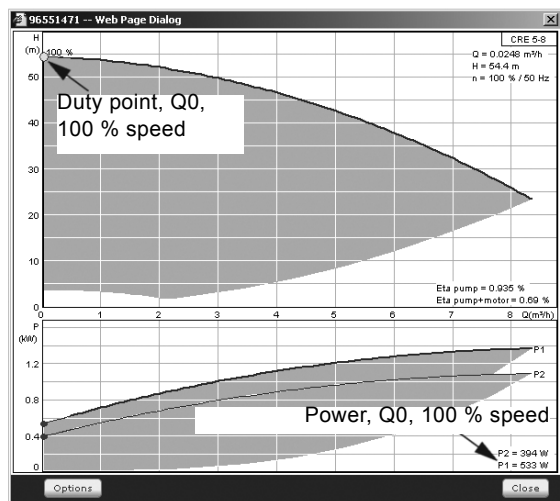 96551471 -- Web Page Dialog
H
(m)
100 %
CRE 5-8
Q = 0.0248 m³/h
H = 54.4 m
n = 100 % / 50 Hz
50
Duty point, Q0,
100 % speed
40
30
20
10
Eta pump = 0.935 %
Eta pump+motor = 0.69 %
0
0 1 2 3 4 5 6 7 8 Q(m³/h)
P
(kW)
P1
1.2
P2
0.8
Power, Q0, 100 % speed
0.4
P2 = 394 W
P1 = 533 W
0
Options
Close